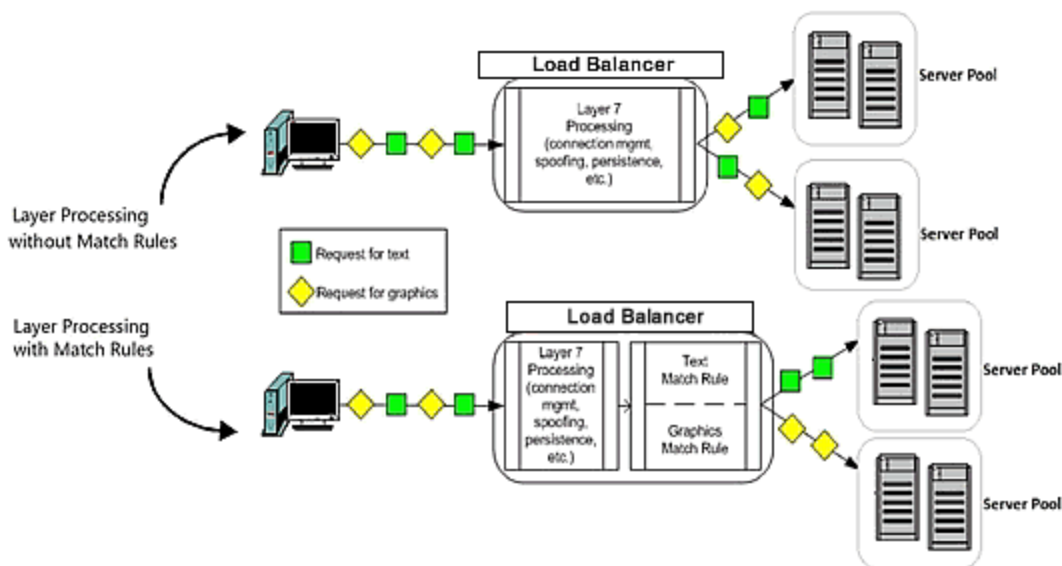 Load Balancer
Layer 7
Processing
(connection mgmt,
spoofing, persistence,
etc.)
Server Pool
Server Pool
Layer Processing
without Match Rules
Request for text
Request for graphics
Layer Processing
with Match Rules
Load Balancer
Layer 7
Processing
(connection
mgmt,
spoofing,
persistence,
etc.)
Text
Match Rule
Graphics
Match Rule
Server Pool
Server Pool